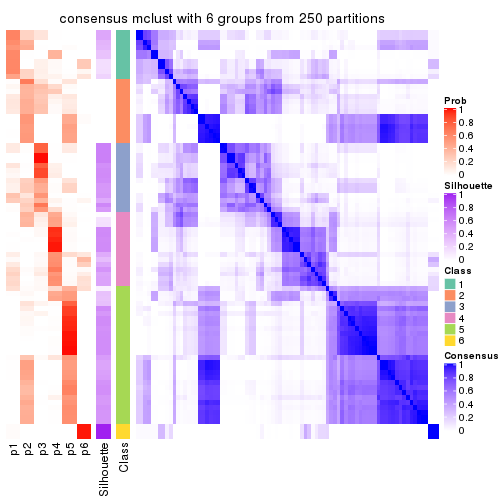 consensus mclust with 6 groups from 250 partitions
Prob
1
0.8
0.6
0.4
0.2
0
Silhouette
1
0.8
0.6
0.4
0.2
0
Class
1
2
3
4
5
6
Consensus
1
0.8
0.6
0.4
0.2
0
p1
p2
p3
p4
p5
p6
Silhouette
Class